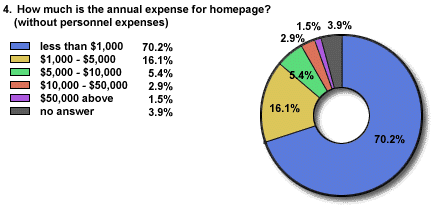 4. How much is the annual expense for homepage?
(without personnel expenses)
less than $1,000 70.2%
$1,000 - $5,000 16.1%
$5,000 - $10,000 5.4%
$10,000 - $50,000 2.9%
$50,000 above 1.5%
no answer 3.9%
1.5% 3.9%
2.9%
5.4%
16.1%
70.2%